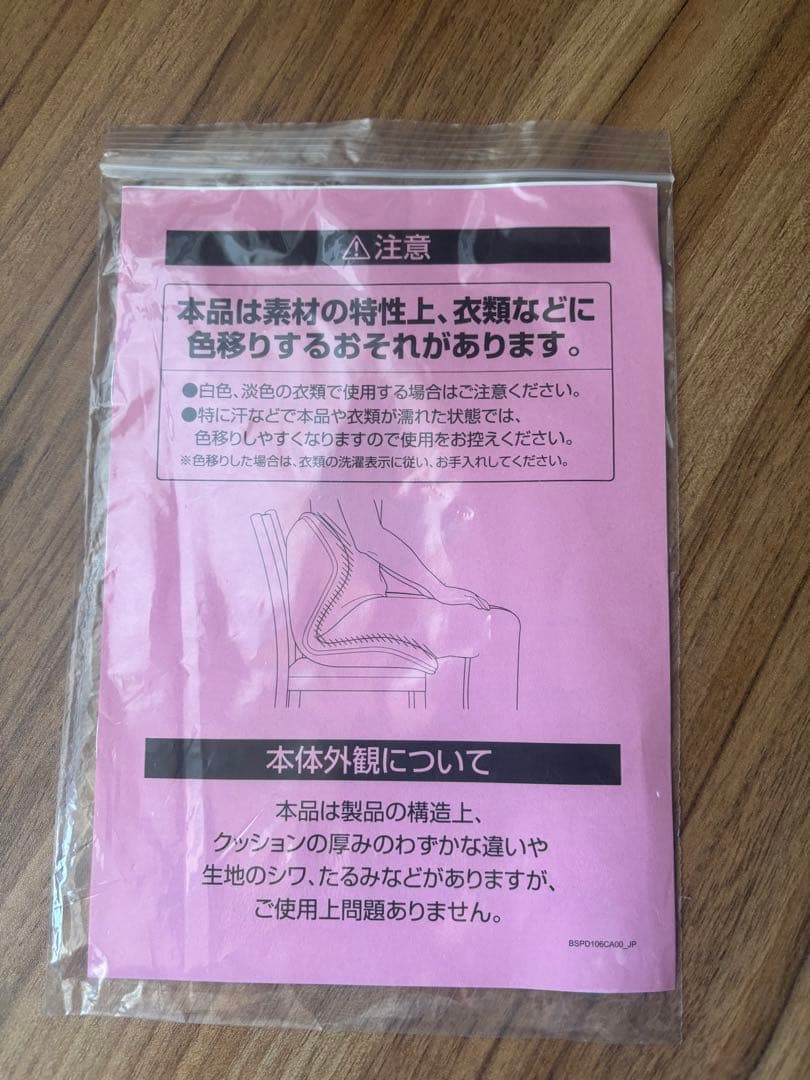 ⚠注意
本品は素材の特性上、衣類などに
色移りするおそれがあります。
●白色、淡色の衣類で使用する場合はご注意ください。
●特に汗などで本品や衣類が濡れた状態では、
色移りしやすくなりますので使用をお控えください。
※色移りした場合は、衣類の洗濯表示に従い、お手入れしてください。
本体外観について
本品は製品の構造上、
クッションの厚みのわずかな違いや
生地のシワ、たるみなどがありますが、
ご使用上問題ありません。
BSPD106CA00_JP